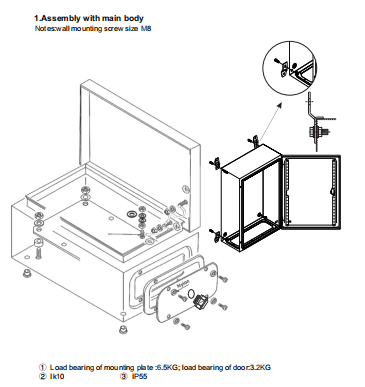 1.Assembly with main body
Notes:wall mounting screw size M8
① Load bearing of mounting plate :6.5KG; load bearing of door:3.2KG
② Ik10 ③ IP55